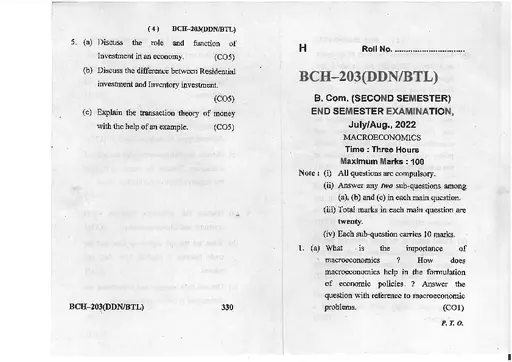 ( 4 ) BCH–203(DDN/BTL)
5. (a) Discuss the role and function of
Investment in an economy. (CO5)
(b) Discuss the difference between Residential
investment and Inventory investment.
(CO5)
(c) Explain the transaction theory of money
with the help of an example. (CO5)
BCH–203(DDN/BTL) 330
H Roll No. ..............................
BCH–203(DDN/BTL)
B. Com. (SECOND SEMESTER)
END SEMESTER EXAMINATION,
July/Aug., 2022
MACROECONOMICS
Time : Three Hours
Maximum Marks : 100
Note : (i) All questions are compulsory.
(ii) Answer any two sub-questions among
(a), (b) and (c) in each main question.
(iii) Total marks in each main question are
twenty.
(iv) Each sub-question carries 10 marks.
1. (a) What is the importance of
macroeconomics ? How does
macroeconomics help in the formulation
of economic policies ? Answer the
question with reference to macroeconomic
problems. (CO1)
P. T. O.